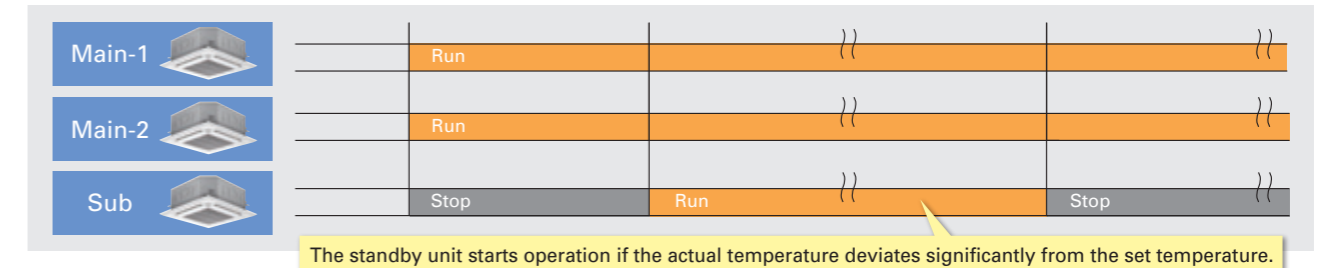 Main-1
Run
Main-2
Run
Sub
Stop
Run
Stop
The standby unit starts operation if the actual temperature deviates significantly from the set temperature.